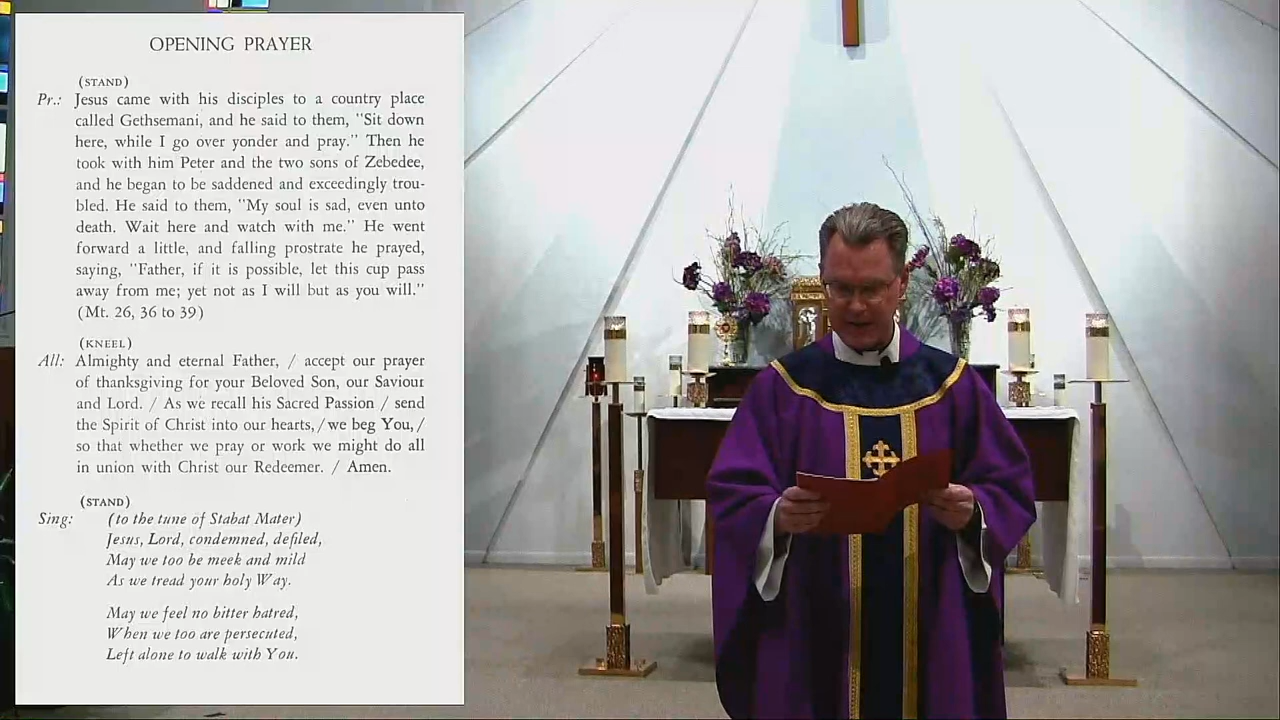 OPENING PRAYER
(STAND)
Pr.: Jesus came with his disciples to a country place
called Gethsemani, and he said to them, "Sit down
here, while I go over yonder and pray." Then he
took with him Peter and the two sons of Zebedee,
and he began to be saddened and exceedingly trou-
bled. He said to them, "My soul is sad, even unto
death. Wait here and watch with me." He went
forward a little, and falling prostrate he prayed,
saying, "Father, if it is possible, let this cup pass
away from me; yet not as I will but as you will."
(Mt. 26, 36 to 39)
(KNEEL)
All: Almighty and eternal Father, / accept our prayer
of thanksgiving for your Beloved Son, our Saviour
and Lord. / As we recall his Sacred Passion / send
the Spirit of Christ into our hearts, / we beg You, /
so that whether we pray or work we might do all
in union with Christ our Redeemer. / Amen.
(STAND)
Sing: (to the tune of Stabat Mater)
Jesus, Lord, condemned, defiled,
May we too be meek and mild
As we tread your holy Way.
May we feel no bitter hatred,
When we too are persecuted,
Left alone to walk with You.